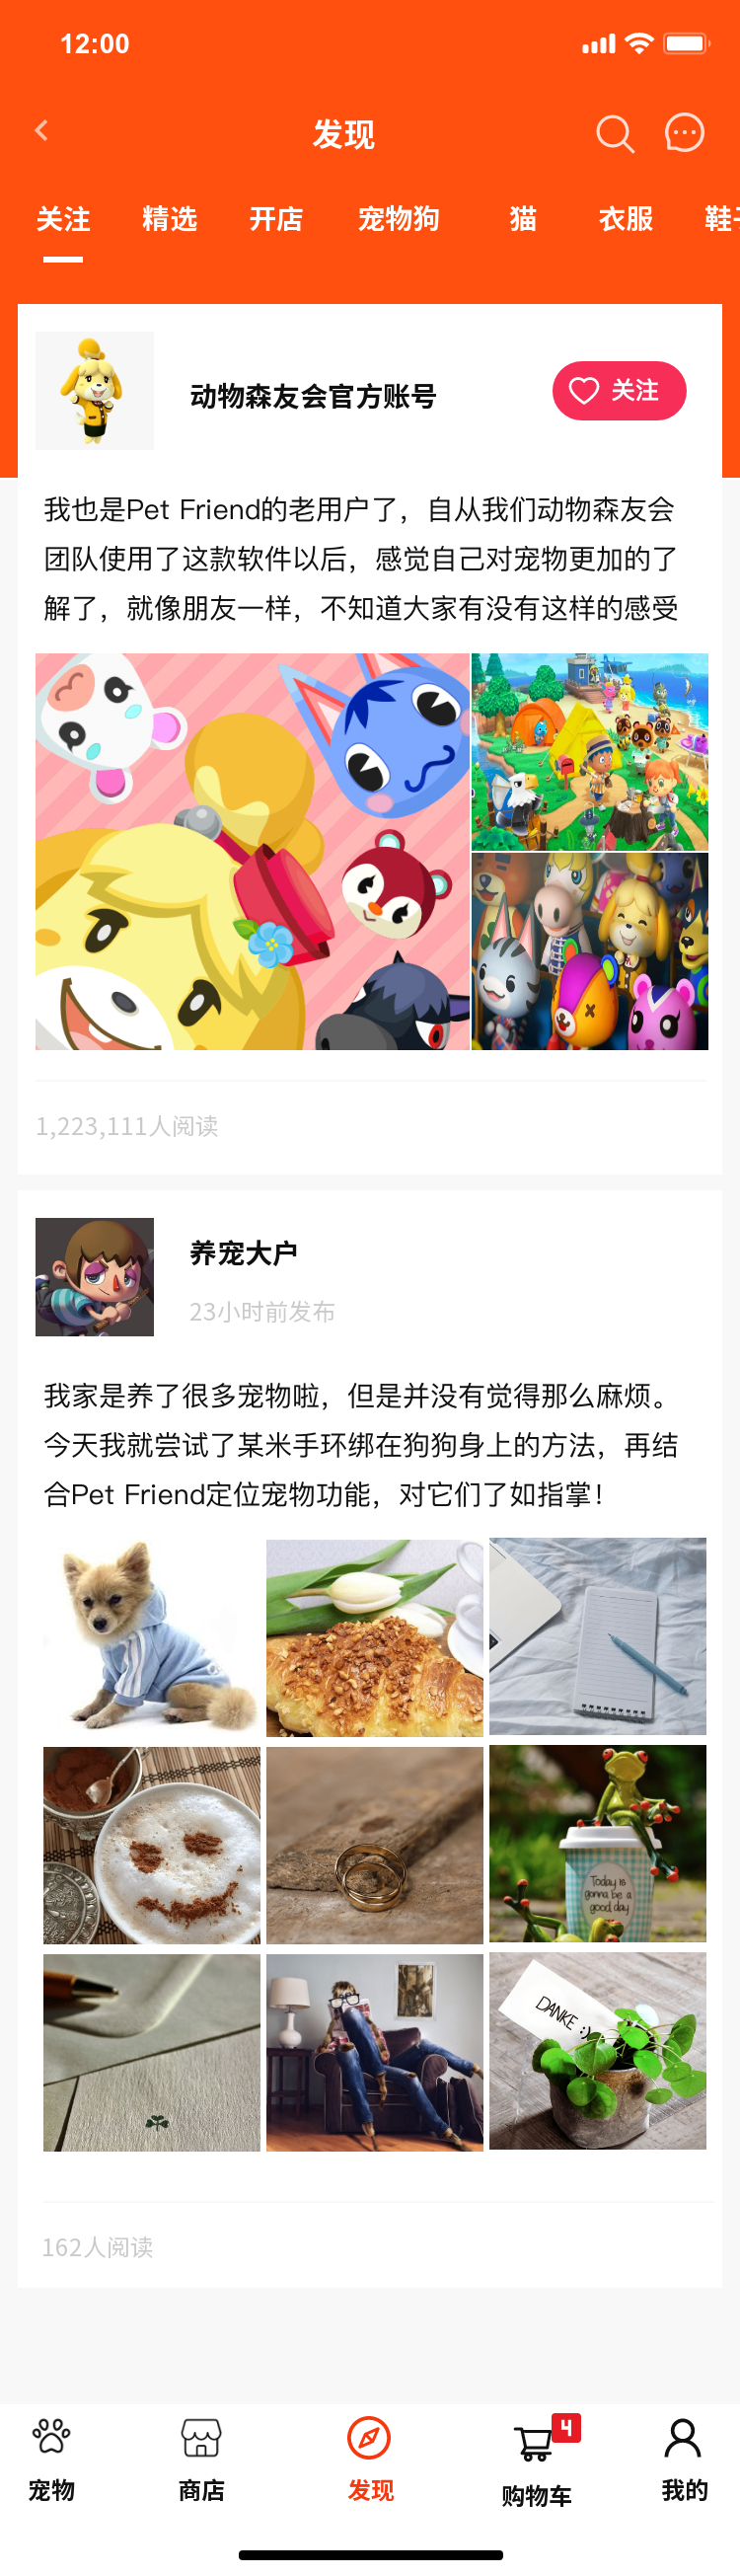 12:00
发现
关注 精选 开店 宠物狗 猫 衣服 鞋子
动物森友会官方账号
关注
我也是Pet Friend的老用户了，自从我们动物森友会
团队使用了这款软件以后，感觉自己对宠物更加的了
解了，就像朋友一样，不知道大家有没有这样的感受
1,223,111人阅读
养宠大户
23小时前发布
我家是养了很多宠物啦，但是并没有觉得那么麻烦。
今天我就尝试了某米手环绑在狗狗身上的方法，再结
合Pet Friend定位宠物功能，对它们了如指掌！
Today is
gonna be a
good day
DANKE :)
162人阅读
4
宠物 商店 发现 购物车 我的